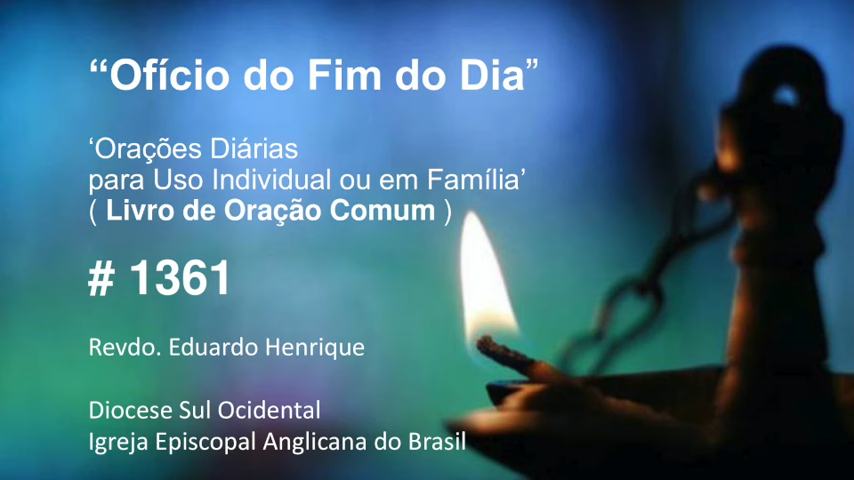 “Ofício do Fim do Dia”
‘Orações Diárias
para Uso Individual ou em Família’
( Livro de Oração Comum )
# 1361
Revdo. Eduardo Henrique
Diocese Sul Ocidental
Igreja Episcopal Anglicana do Brasil